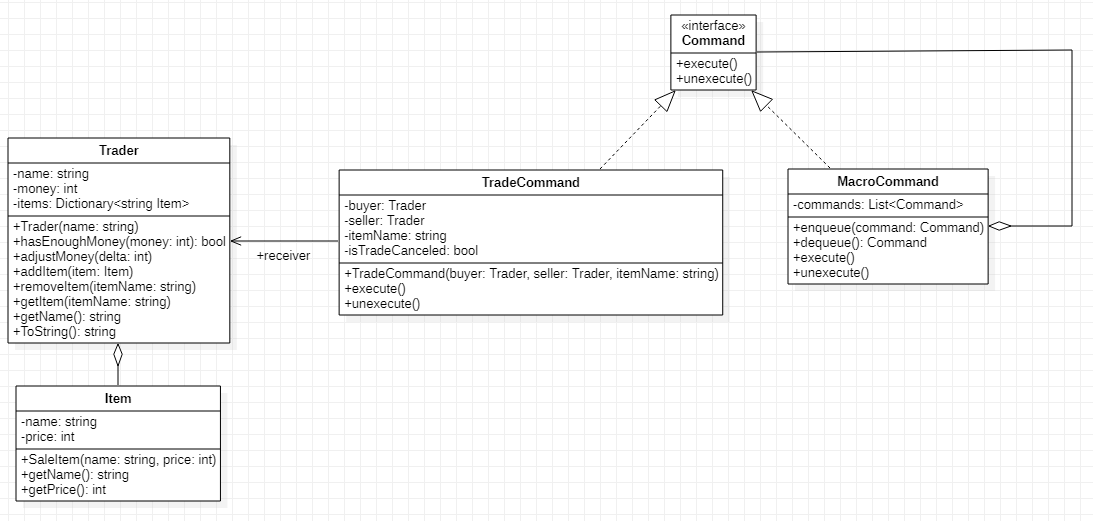 «interface»
Command
+execute()
+unexecute()
Trader
-name: string
-money: int
-items: Dictionary<string Item>
+Trader(name: string)
+hasEnoughMoney(money: int): bool
+adjustMoney(delta: int)
+addItem(item: Item)
+removeItem(itemName: string)
+getItem(itemName: string)
+getName(): string
+ToString(): string
+receiver
TradeCommand
-buyer: Trader
-seller: Trader
-itemName: string
-isTradeCanceled: bool
+TradeCommand(buyer: Trader, seller: Trader, itemName: string)
+execute()
+unexecute()
MacroCommand
-commands: List<Command>
+enqueue(command: Command)
+dequeue(): Command
+execute()
+unexecute()
Item
-name: string
-price: int
+SaleItem(name: string, price: int)
+getName(): string
+getPrice(): int